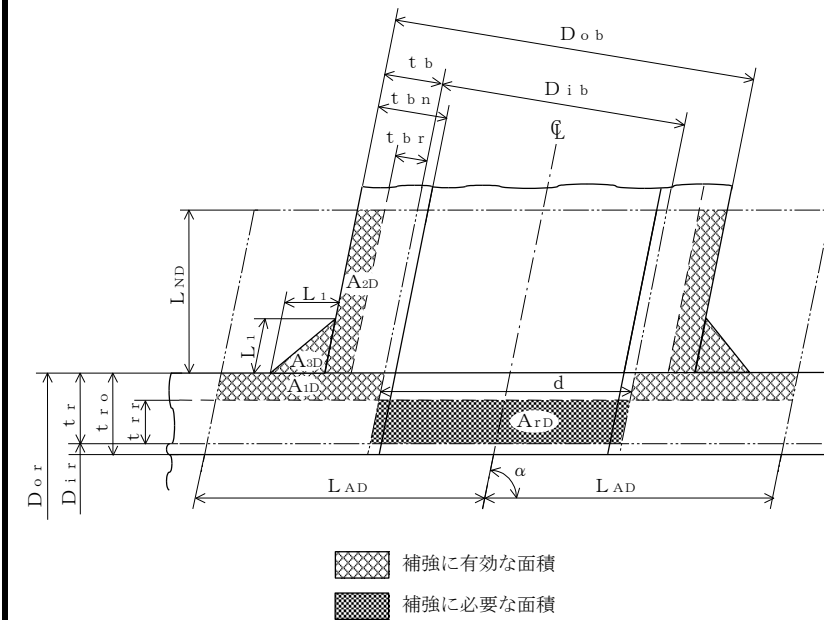 Dob
tb
Dib
tbn
℄
tbr
LND
A2D
L1
L1
A3D
A1D
d
tr
tro
trr
ArD
Dor
Dir
α
LAD
LAD
補強に有効な面積
補強に必要な面積